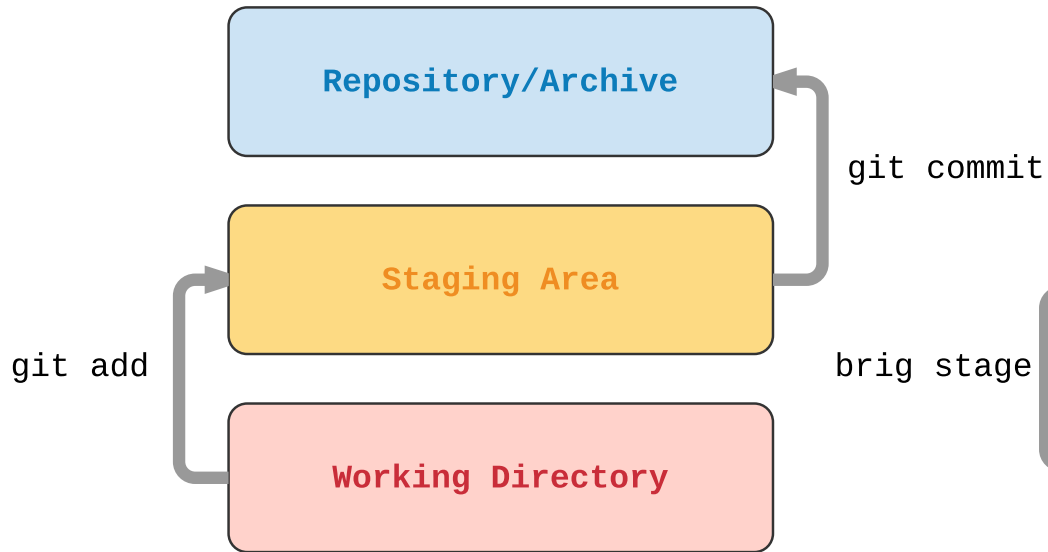 Repository/Archive
git commit
Staging Area
git add
brig stage
Working Directory